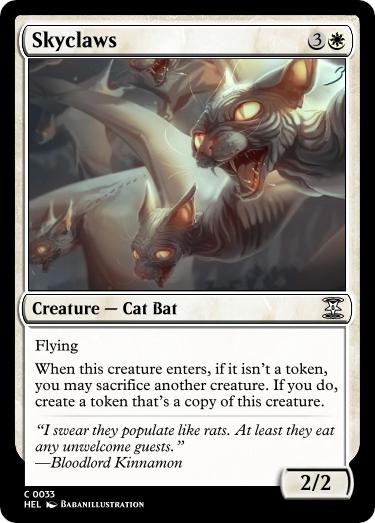 Skyclaws 3
Creature — Cat Bat
Flying
When this creature enters, if it isn't a token,
you may sacrifice another creature. If you do,
create a token that's a copy of this creature.
“I swear they populate like rats. At least they eat
any unwelcome guests.”
—Bloodlord Kinnamon
2/2
C 0033
HEL Babanillustration